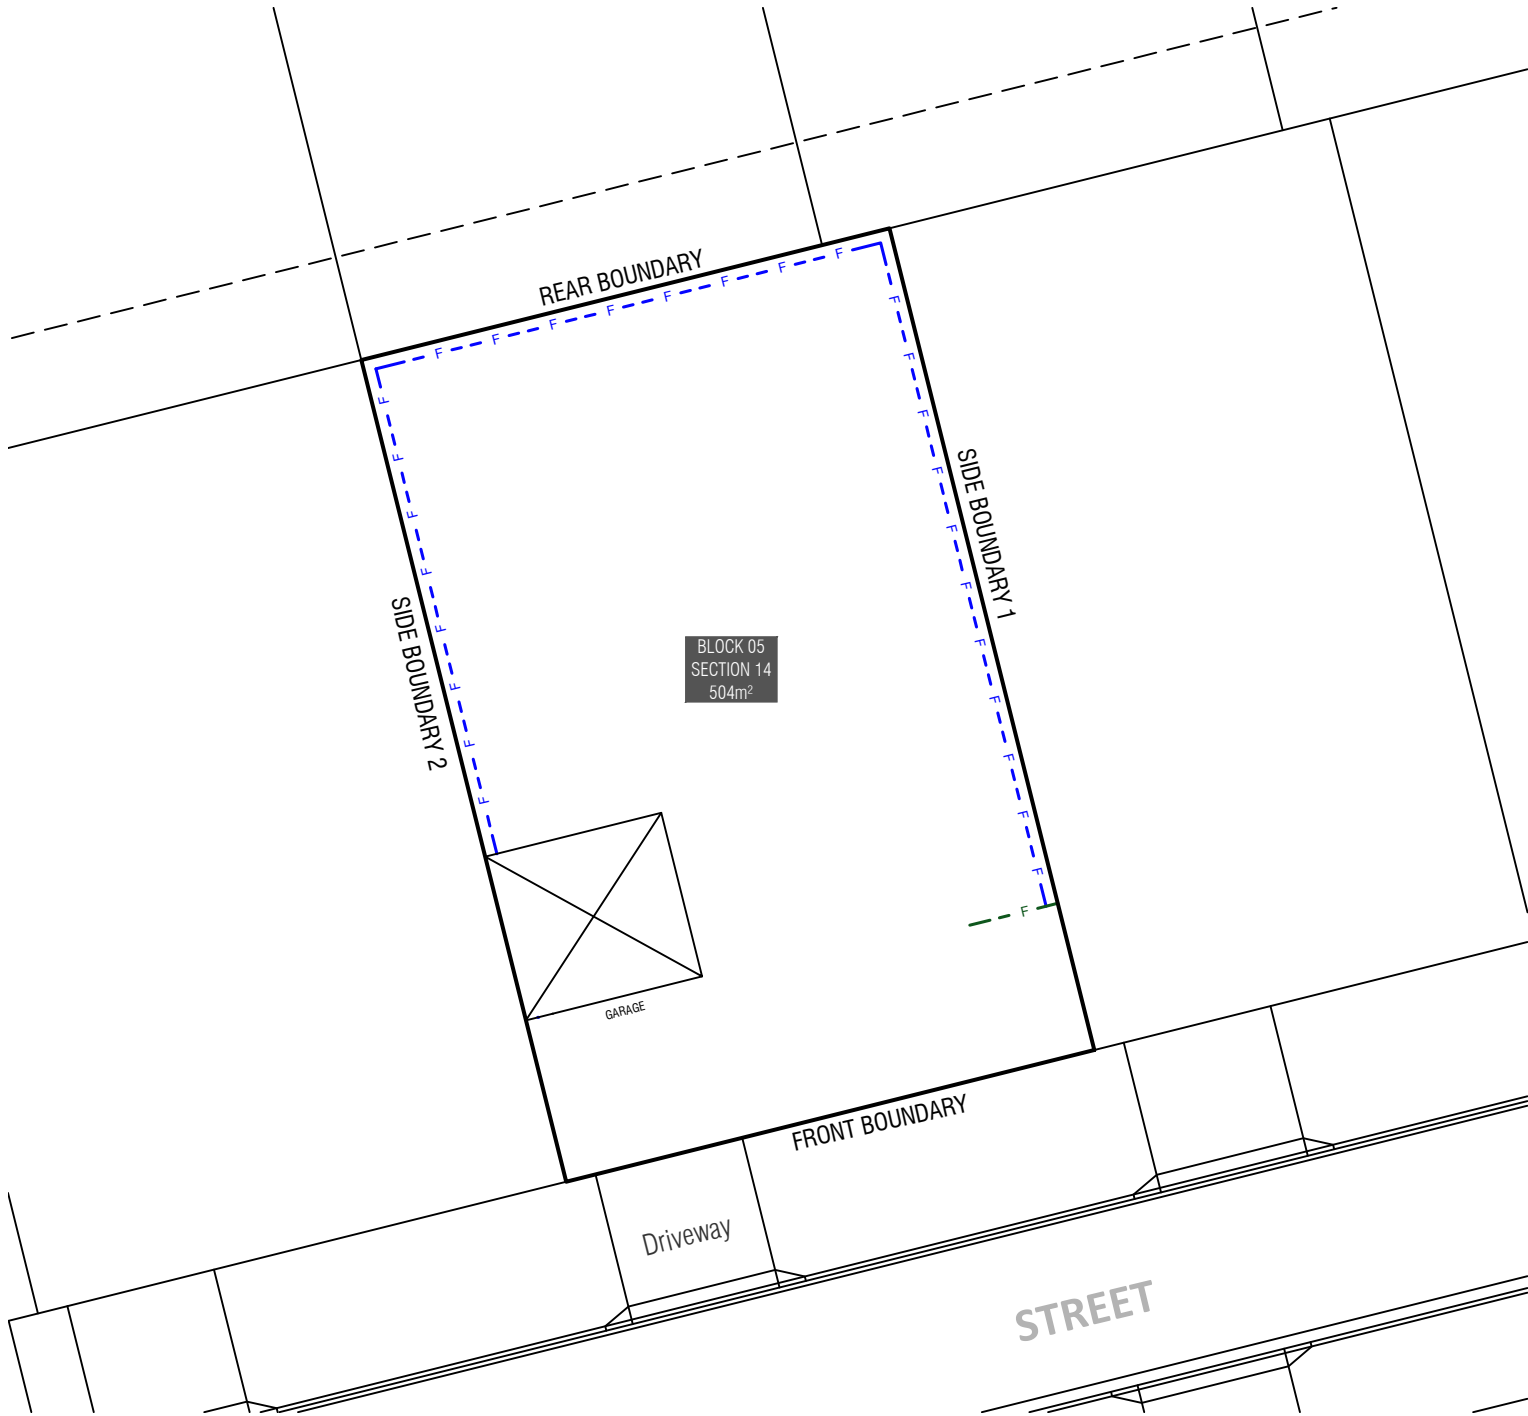 REAR BOUNDARY
F F F F F F F F
F F F F F F F F F F F
F F F F F F F F
SIDE BOUNDARY 1
SIDE BOUNDARY 2
BLOCK 05
SECTION 14
504m²
F
GARAGE
FRONT BOUNDARY
Driveway
STREET